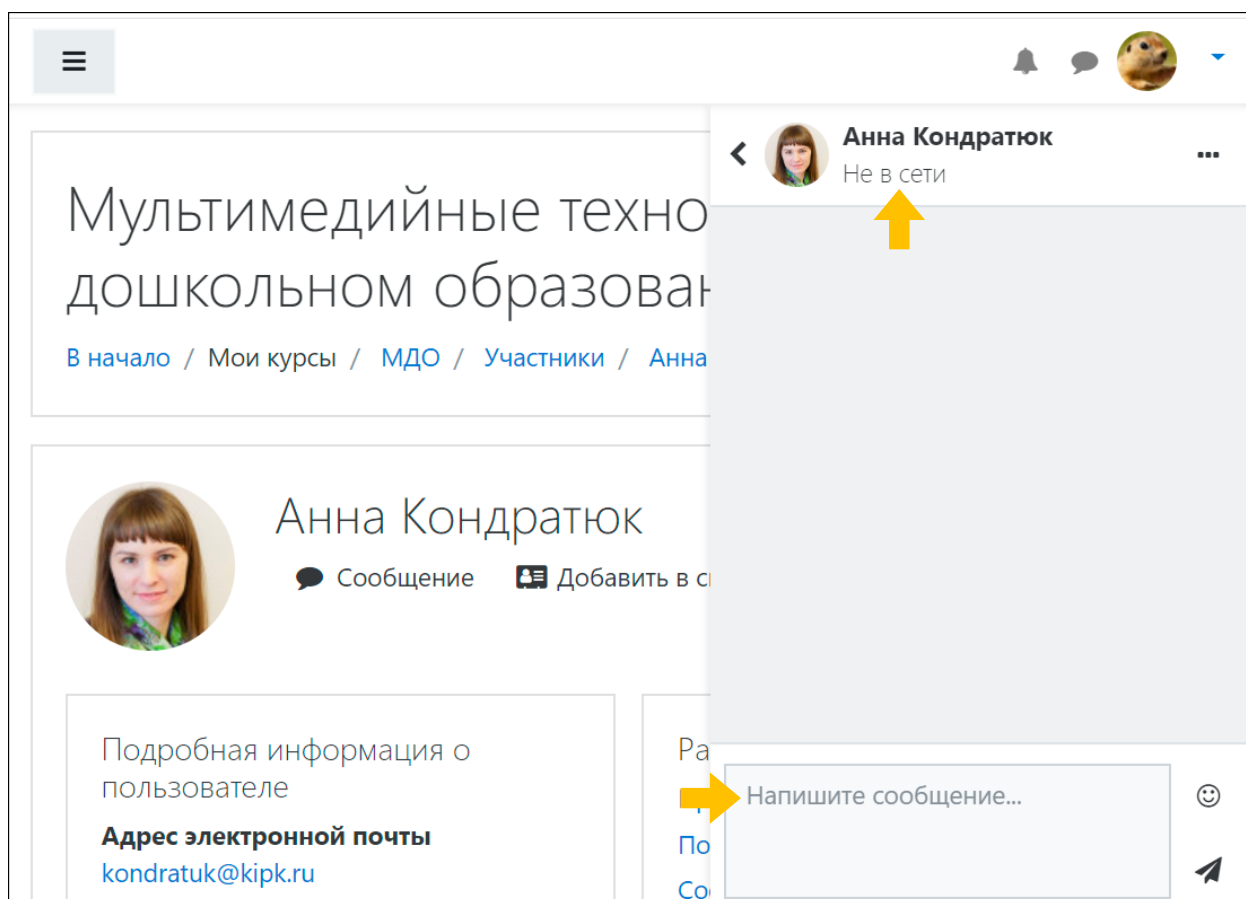 Анна Кондратюк
Не в сети
Мультимедийные техно
дошкольном образован
В начало / Мои курсы / МДО / Участники / Анна
Анна Кондратюк
Сообщение Добавить в с
Подробная информация о
пользователе
Адрес электронной почты
kondratuk@kipk.ru
Ра
По
Со
Напишите сообщение...